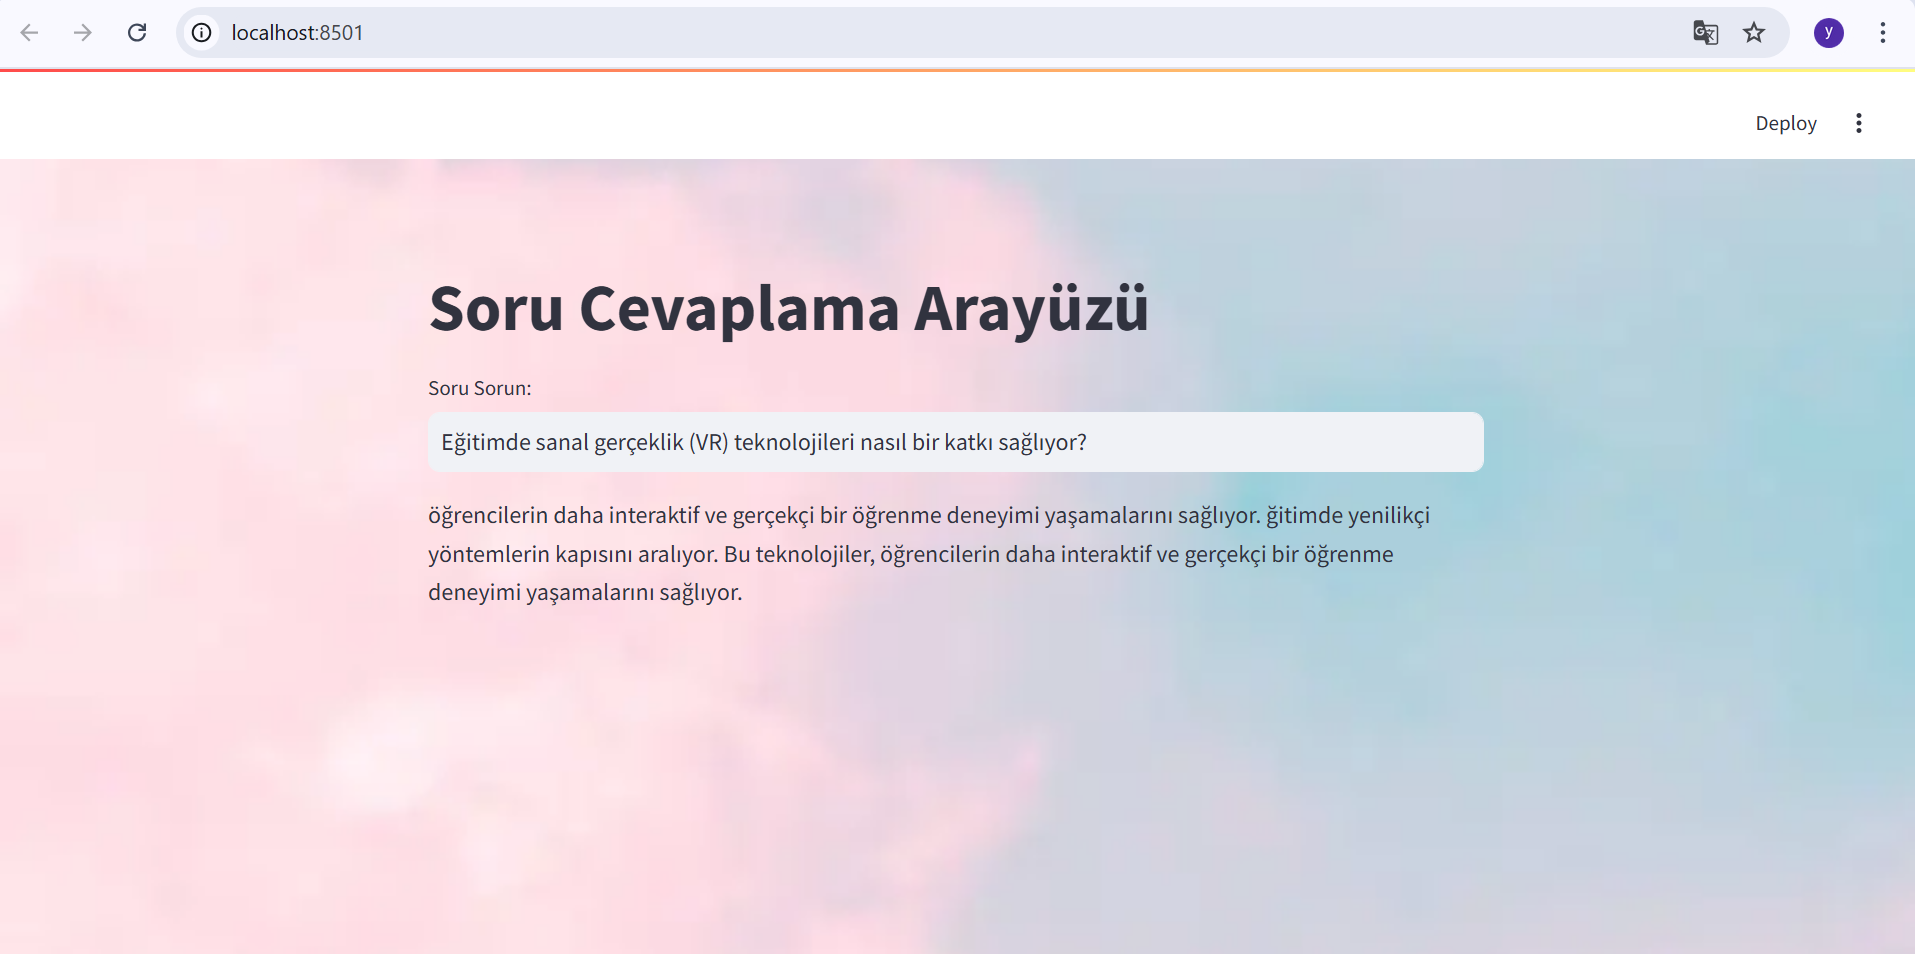 localhost:8501
y
Deploy
Soru Cevaplama Arayüzü
Soru Sorun:
Eğitimde sanal gerçeklik (VR) teknolojileri nasıl bir katkı sağlıyor?
öğrencilerin daha interaktif ve gerçekçi bir öğrenme deneyimi yaşamalarını sağlıyor. ğitimde yenilikçi
yöntemlerin kapısını aralıyor. Bu teknolojiler, öğrencilerin daha interaktif ve gerçekçi bir öğrenme
deneyimi yaşamalarını sağlıyor.